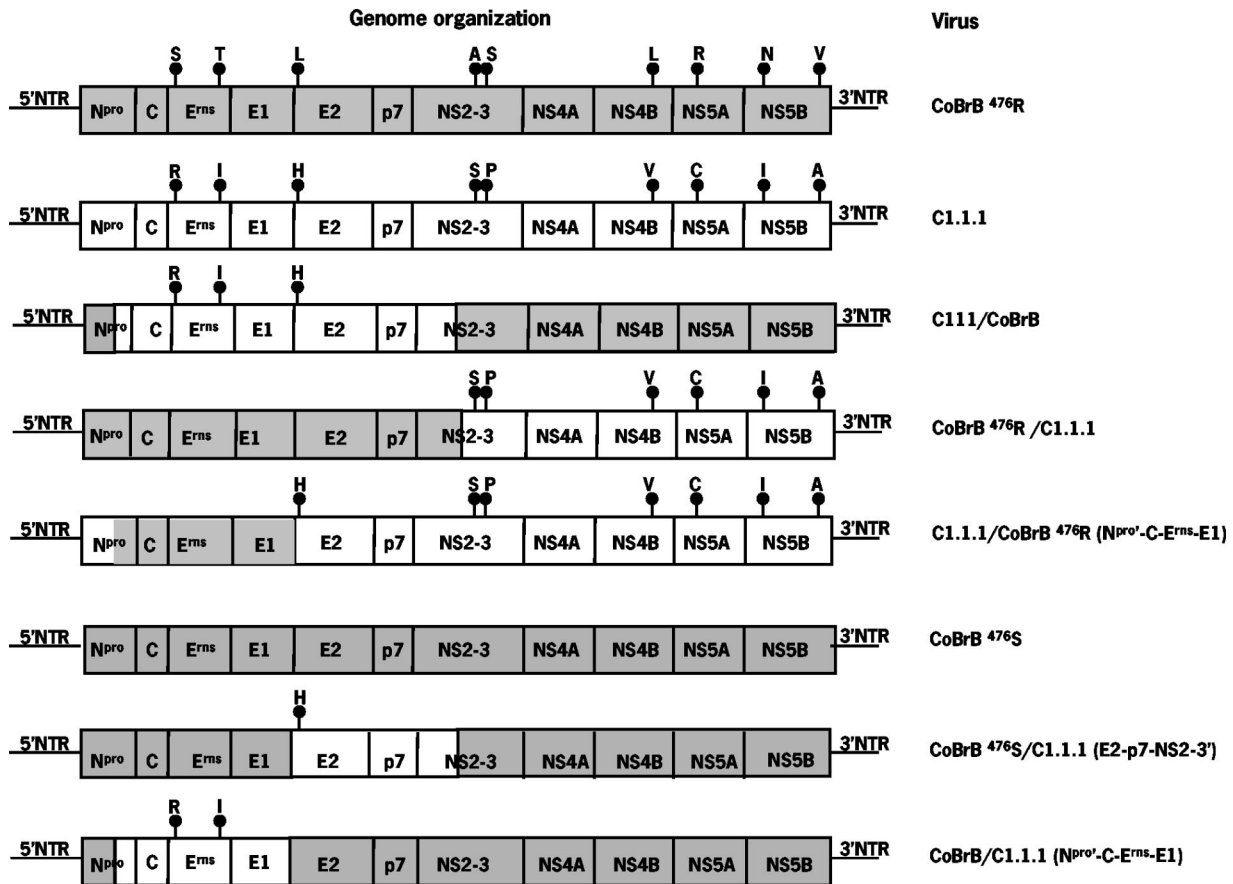 Genome organization Virus
S T L A S L R N V
5'NTR Nᵖʳᵒ C Eʳⁿˢ E1 E2 p7 NS2-3 NS4A NS4B NS5A NS5B 3'NTR CoBrB ⁴⁷⁶R
R I H S P V C I A
5'NTR Nᵖʳᵒ C Eʳⁿˢ E1 E2 p7 NS2-3 NS4A NS4B NS5A NS5B 3'NTR C1.1.1
R I H
5'NTR Nᵖʳᵒ C Eʳⁿˢ E1 E2 p7 NS2-3 NS4A NS4B NS5A NS5B 3'NTR C111/CoBrB
S P V C I A
5'NTR Nᵖʳᵒ C Eʳⁿˢ E1 E2 p7 NS2-3 NS4A NS4B NS5A NS5B 3'NTR CoBrB ⁴⁷⁶R /C1.1.1
H S P V C I A
5'NTR Nᵖʳᵒ C Eʳⁿˢ E1 E2 p7 NS2-3 NS4A NS4B NS5A NS5B 3'NTR C1.1.1/CoBrB ⁴⁷⁶R (Nᵖʳᵒ'-C-Eʳⁿˢ-E1)
5'NTR Nᵖʳᵒ C Eʳⁿˢ E1 E2 p7 NS2-3 NS4A NS4B NS5A NS5B 3'NTR CoBrB ⁴⁷⁶S
H
5'NTR Nᵖʳᵒ C Eʳⁿˢ E1 E2 p7 NS2-3 NS4A NS4B NS5A NS5B 3'NTR CoBrB ⁴⁷⁶S/C1.1.1 (E2-p7-NS2-3')
R I
5'NTR Nᵖʳᵒ C Eʳⁿˢ E1 E2 p7 NS2-3 NS4A NS4B NS5A NS5B 3'NTR CoBrB/C1.1.1 (Nᵖʳᵒ'-C-Eʳⁿˢ-E1)